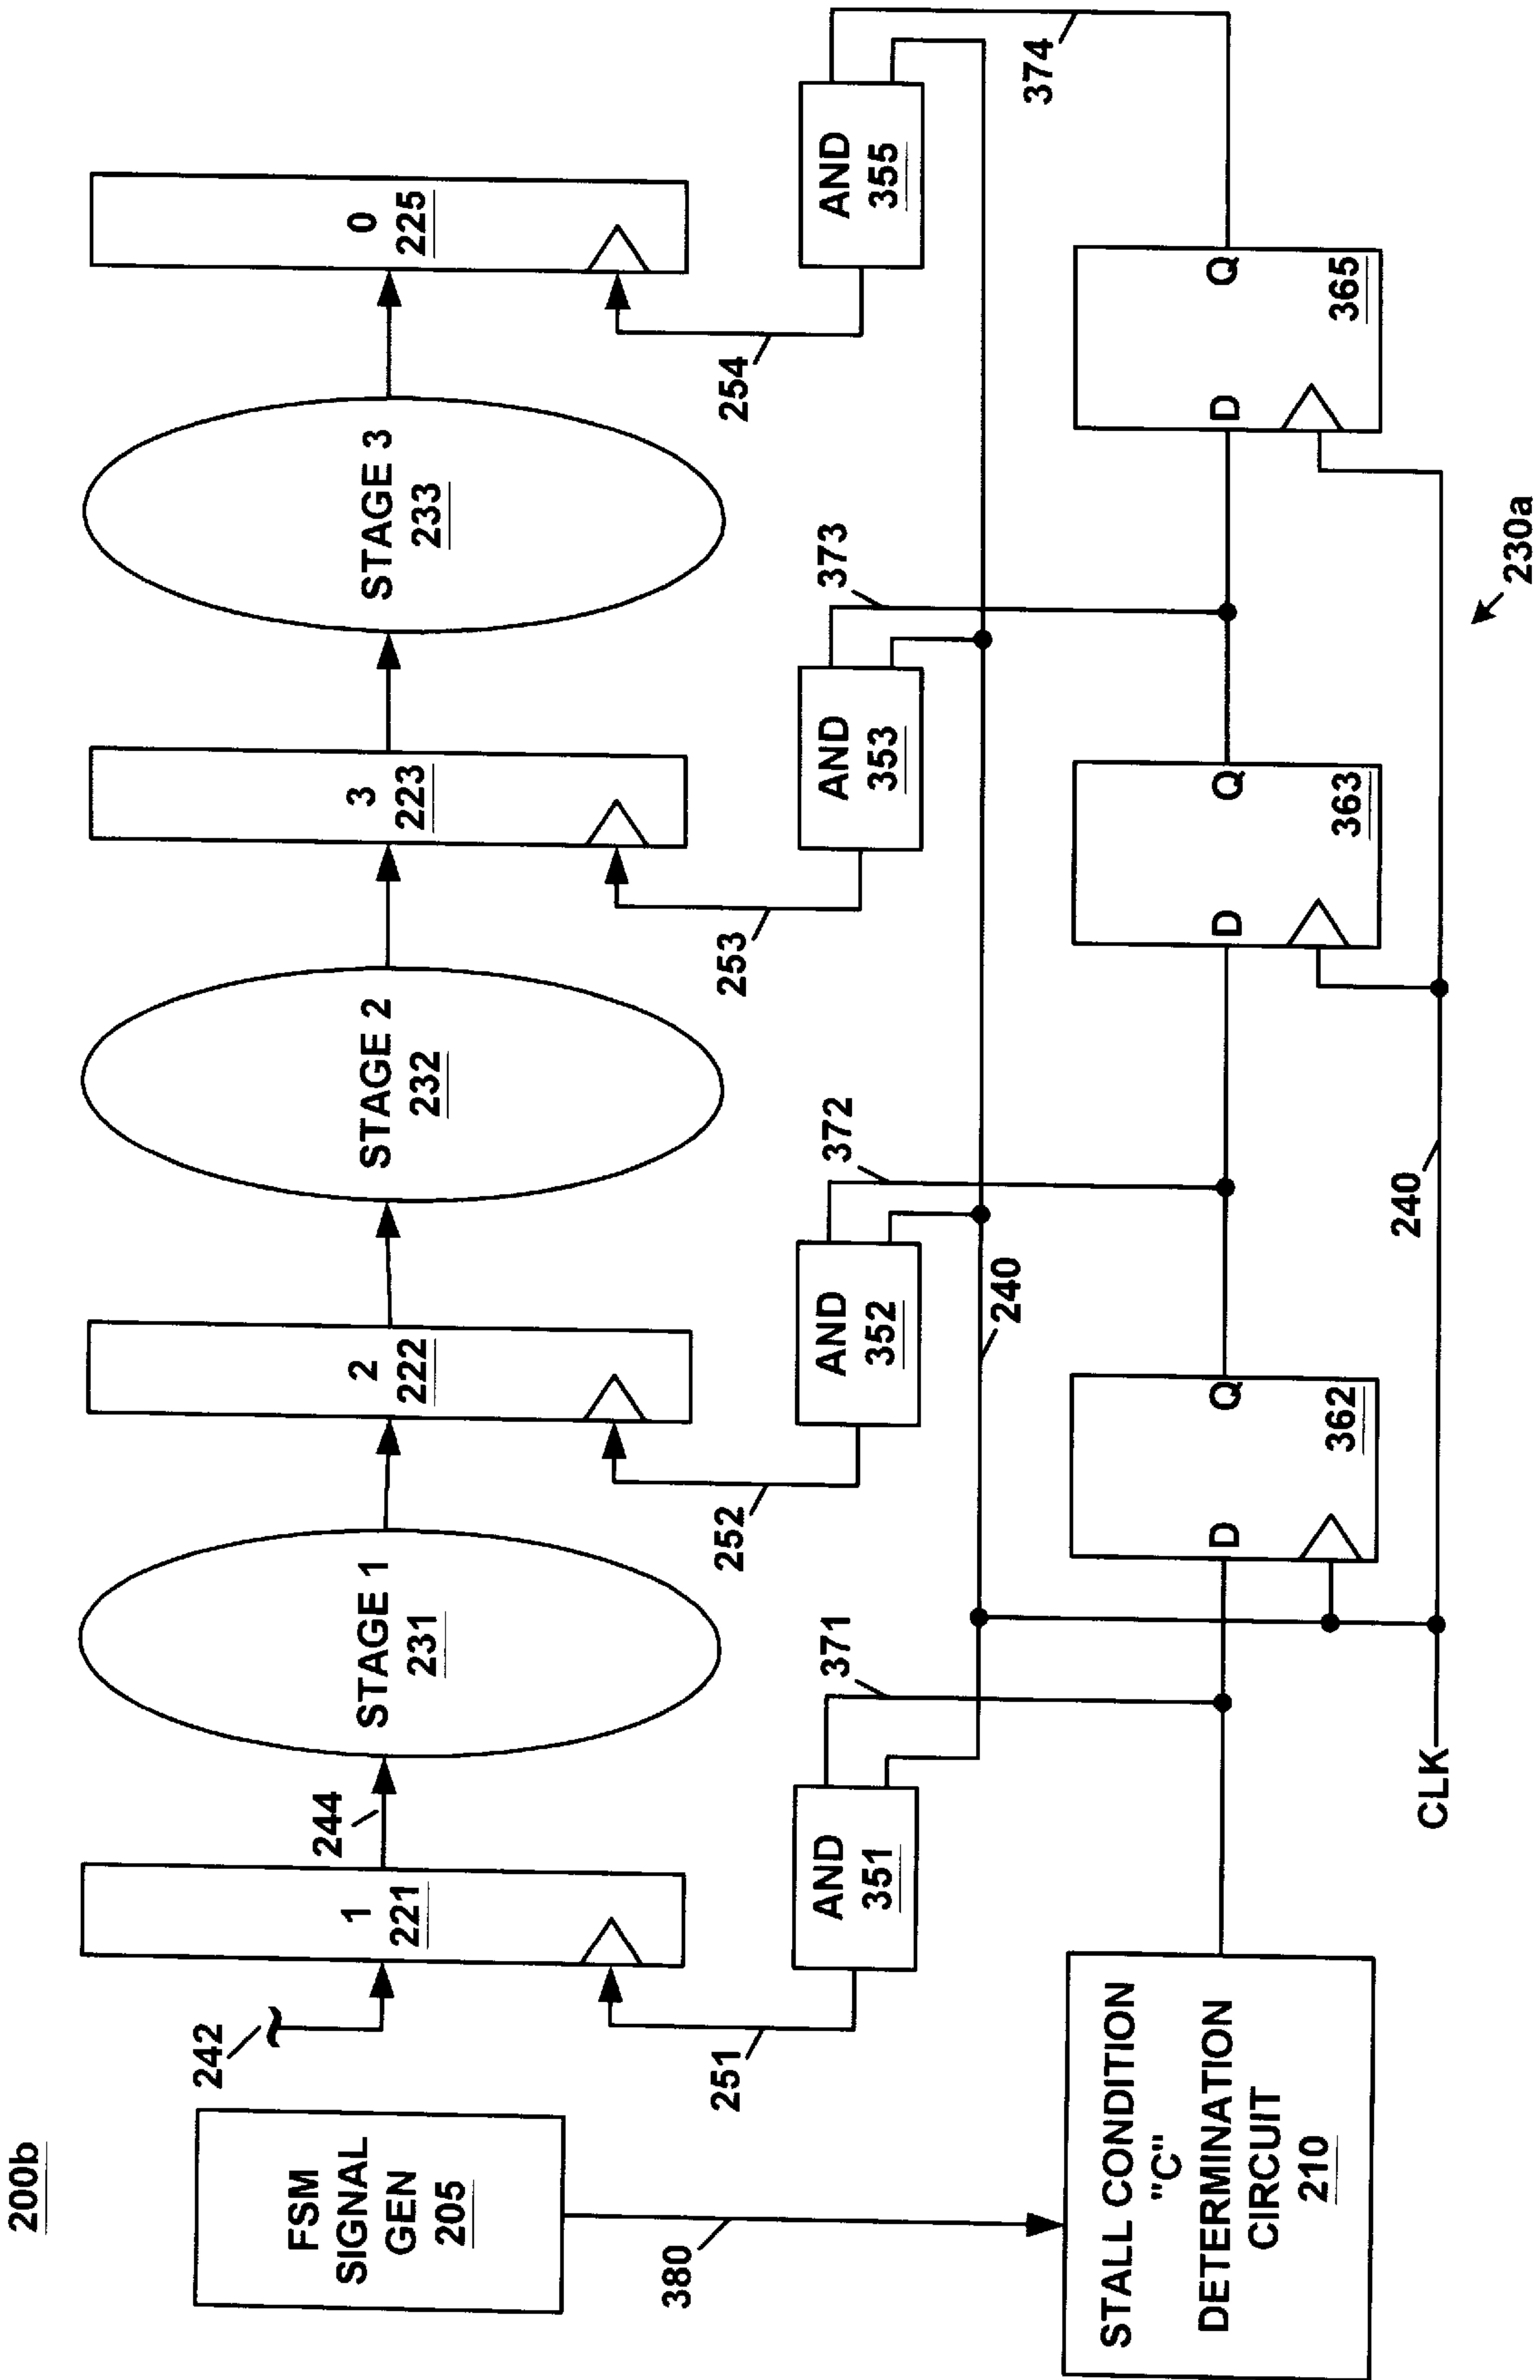 200b
FSM
SIGNAL
GEN
205
242
1
221
244
STAGE 1
231
2
222
STAGE 2
232
3
223
STAGE 3
233
0
225
251
252
253
254
380
AND
351
371
AND
352
372
AND
353
373
AND
355
374
240
STALL CONDITION
"C"
DETERMINATION
CIRCUIT
210
D
Q
362
D
Q
363
D
Q
365
CLK
240
230a